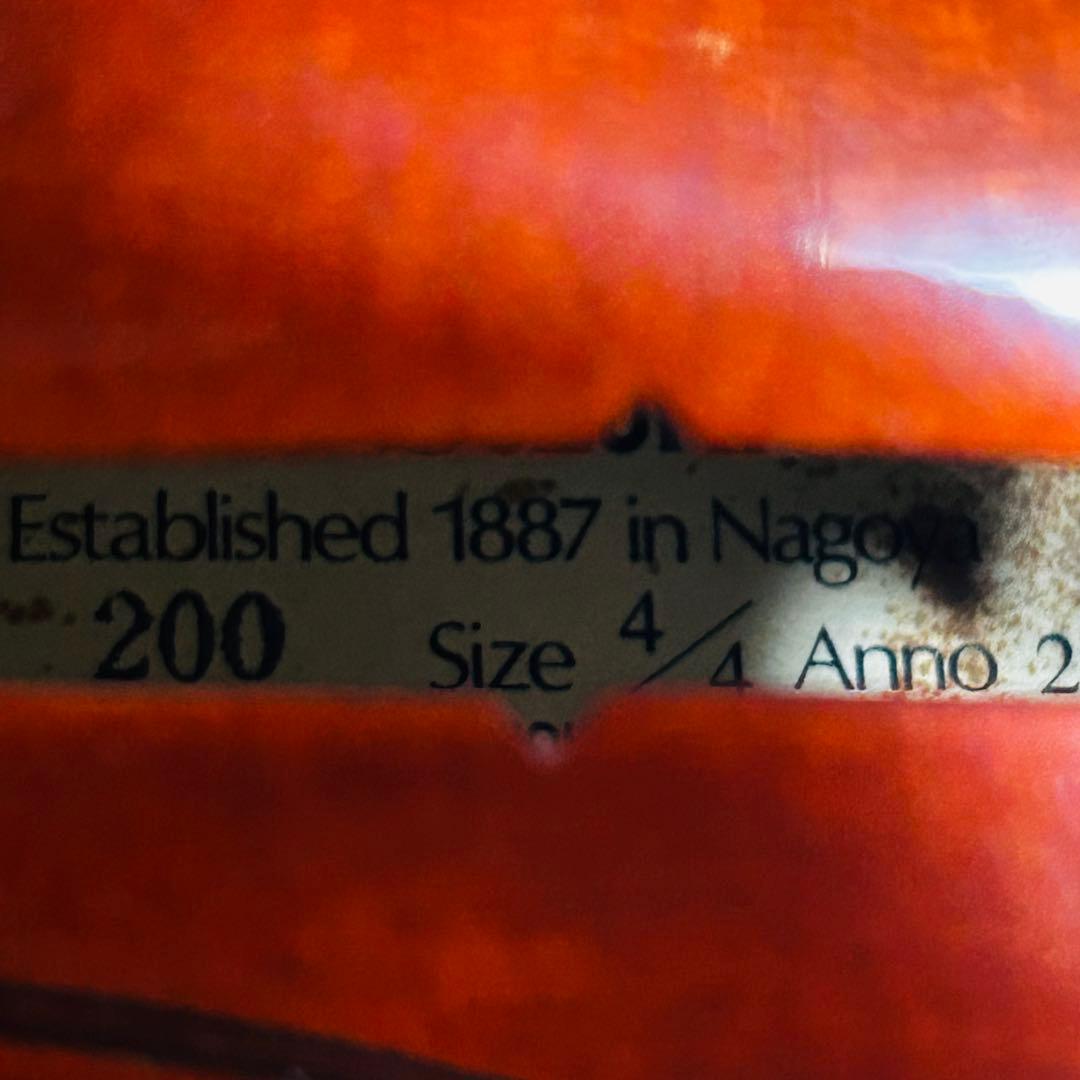 Established 1887 in Nagoya
200 Size 4/4 Anno 2